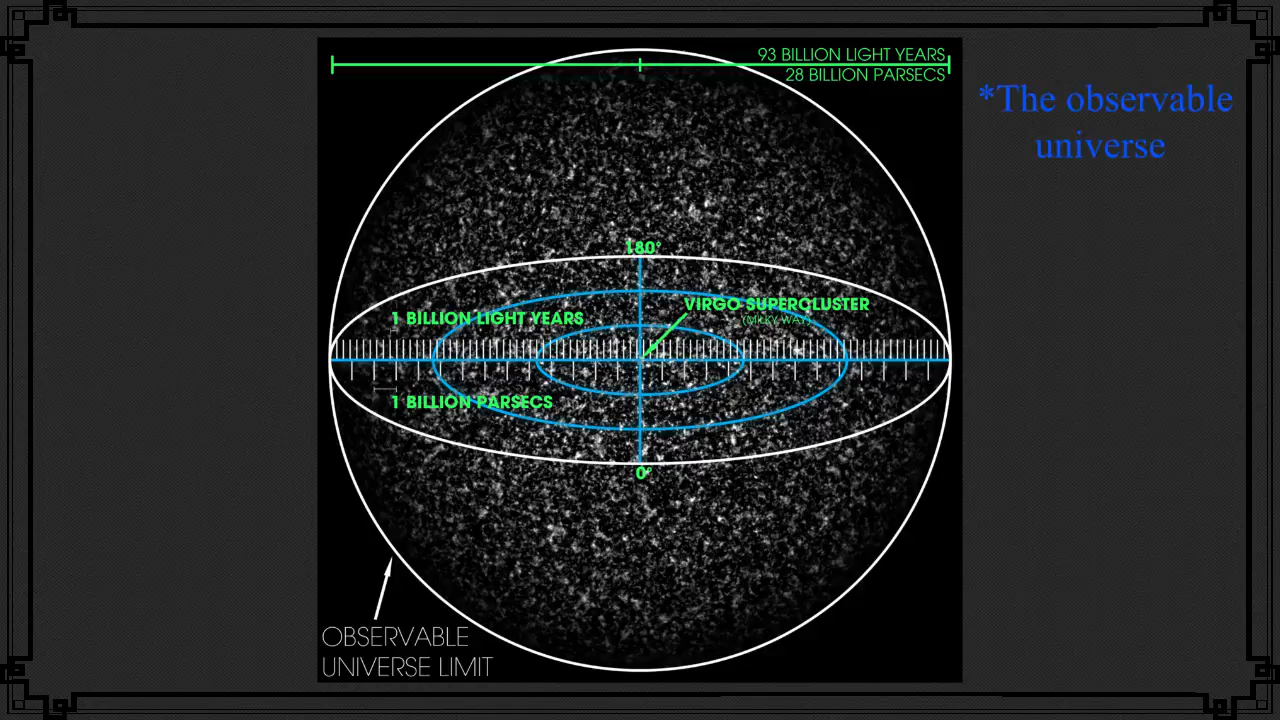 93 BILLION LIGHT YEARS
28 BILLION PARSECS
*The observable
universe
180°
VIRGO SUPERCLUSTER
(MILKY WAY)
1 BILLION LIGHT YEARS
1 BILLION PARSECS
0°
OBSERVABLE
UNIVERSE LIMIT